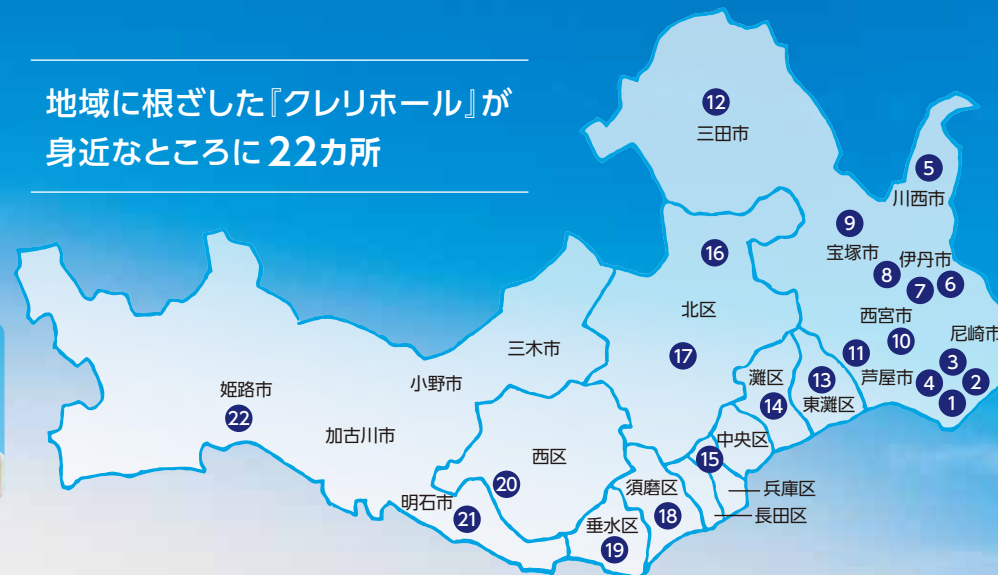 地域に根ざした『クレリホール』が
身近なところに22カ所
12
三田市
5
川西市
9
宝塚市
8
伊丹市
7
6
16
北区
17
西宮市
10
11
尼崎市
3
芦屋市
4
2
1
三木市
小野市
姫路市
22
加古川市
灘区
14
13
東灘区
中央区
15
兵庫区
長田区
西区
20
明石市
21
須磨区
18
垂水区
19